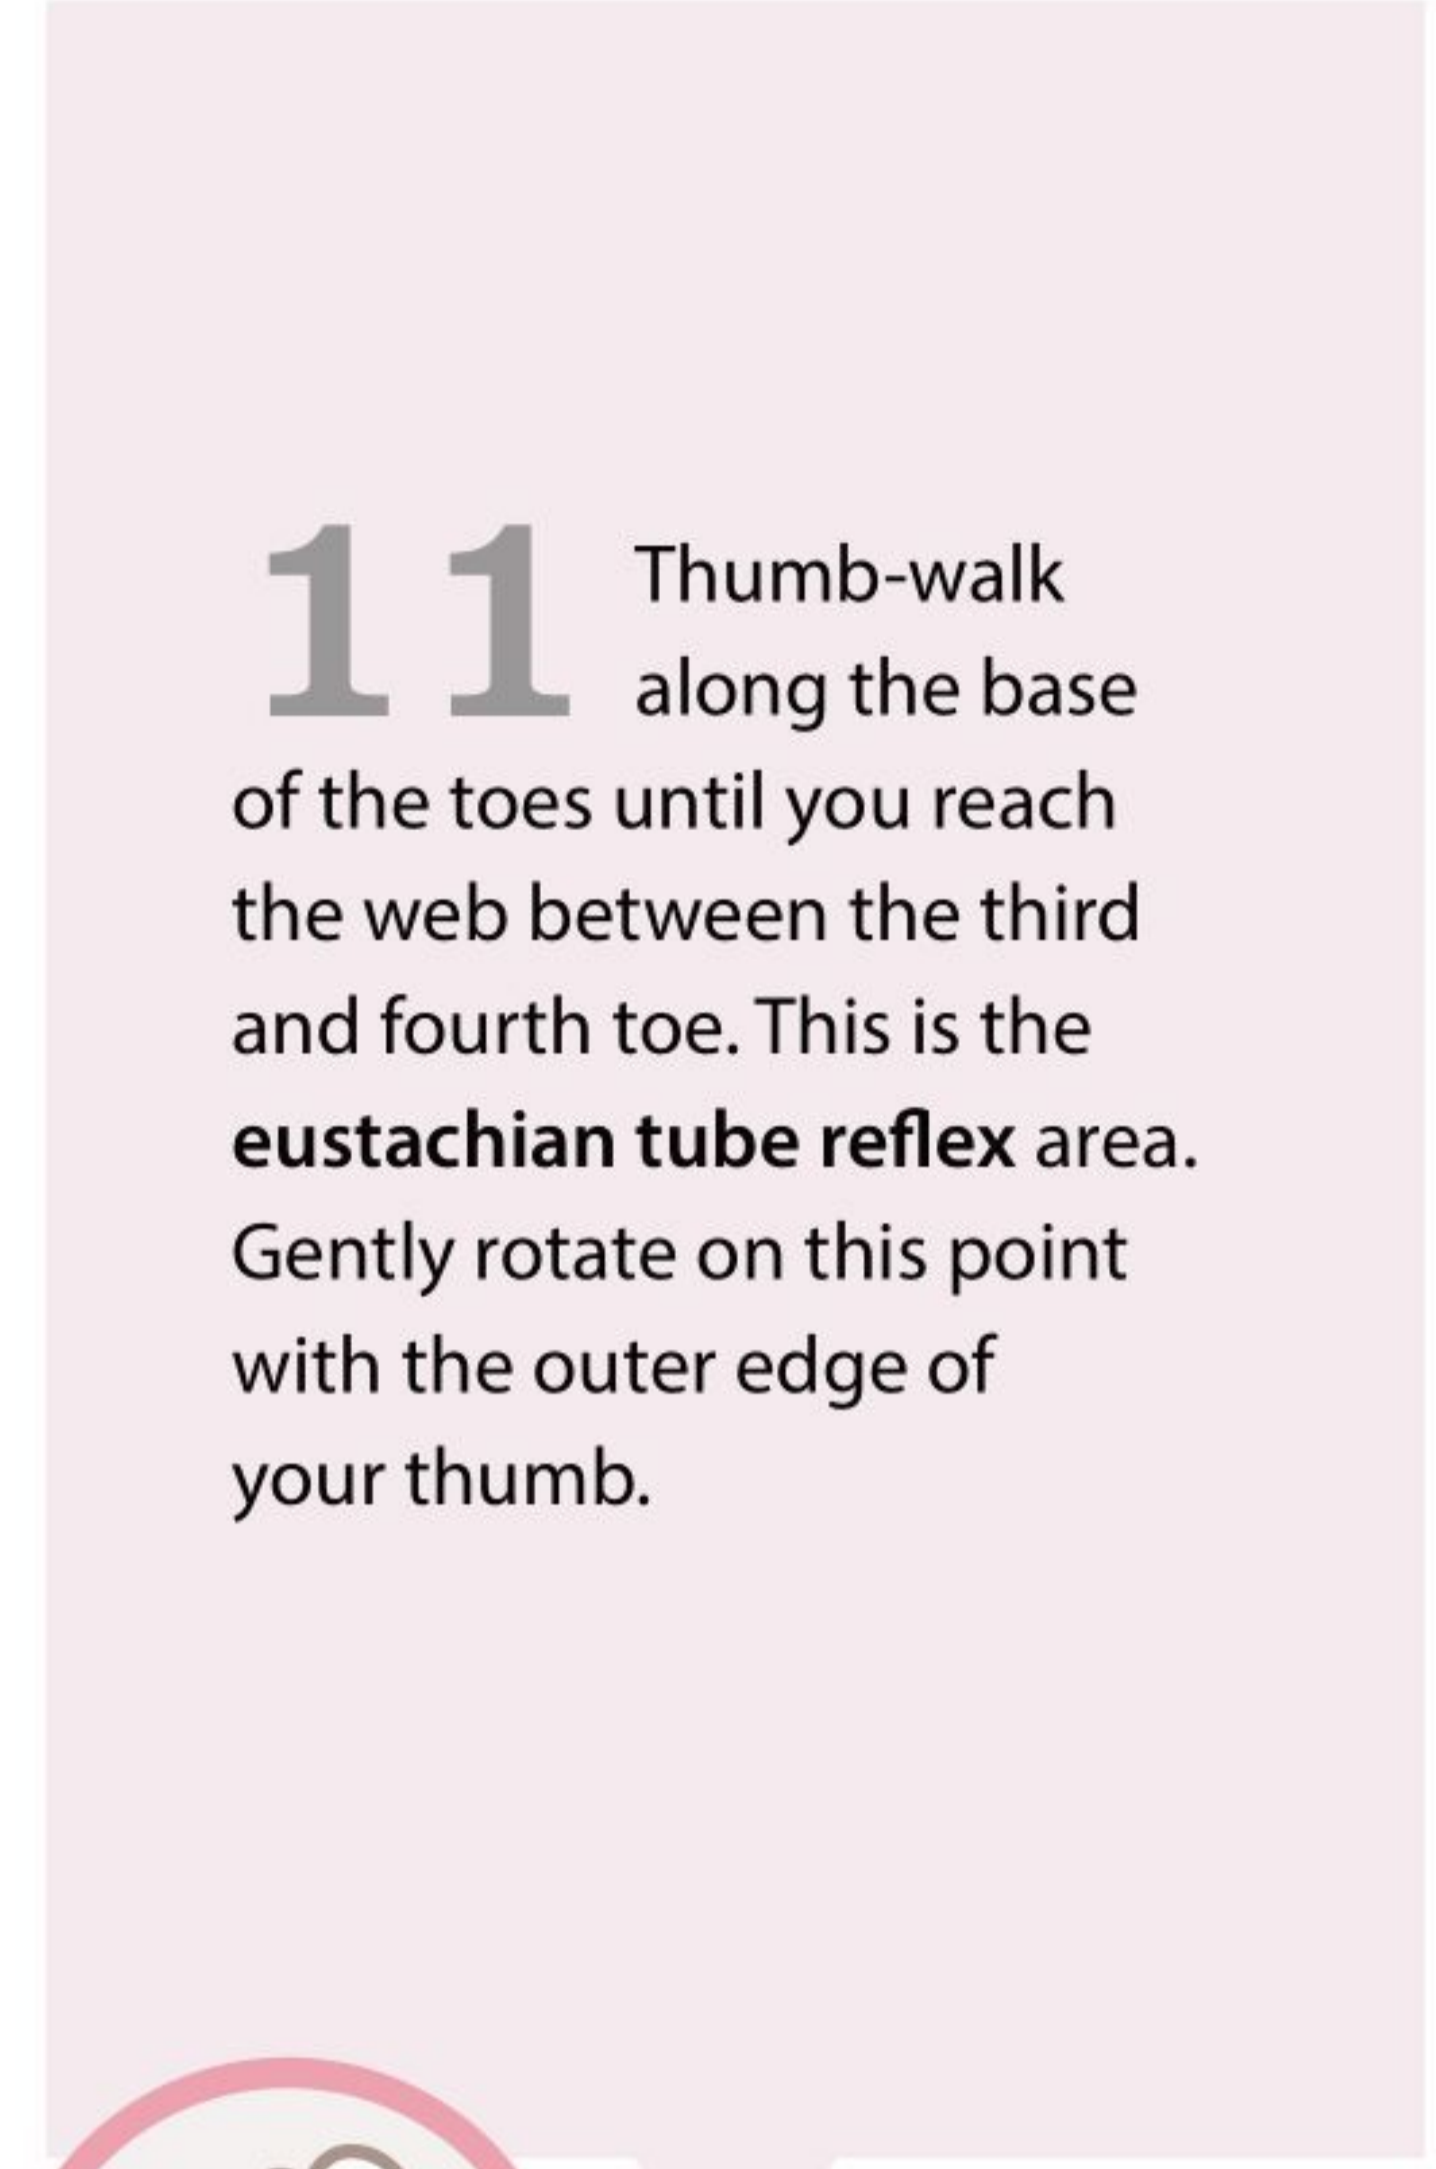 11 Thumb-walk
along the base
of the toes until you reach
the web between the third
and fourth toe. This is the
eustachian tube reflex area.
Gently rotate on this point
with the outer edge of
your thumb.